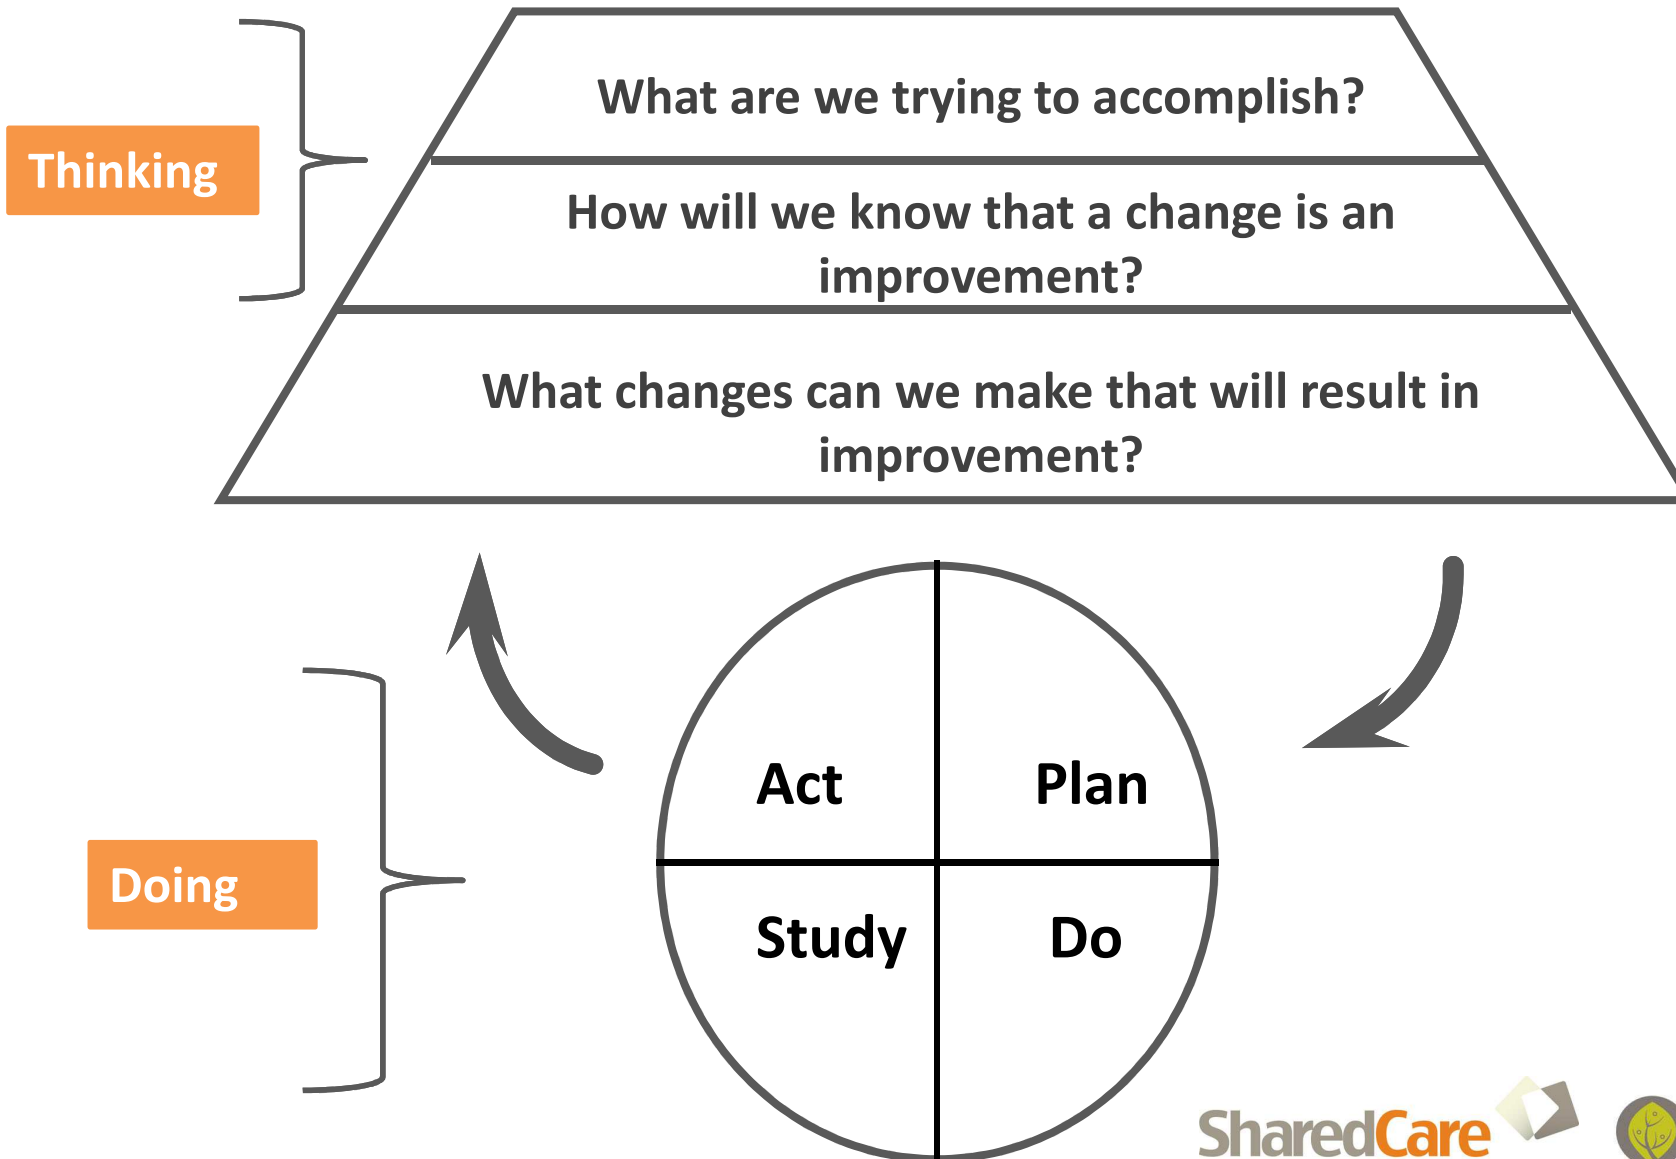 What are we trying to accomplish?
Thinking
How will we know that a change is an
improvement?
What changes can we make that will result in
improvement?
Act
Plan
Doing
Study
Do
SharedCare